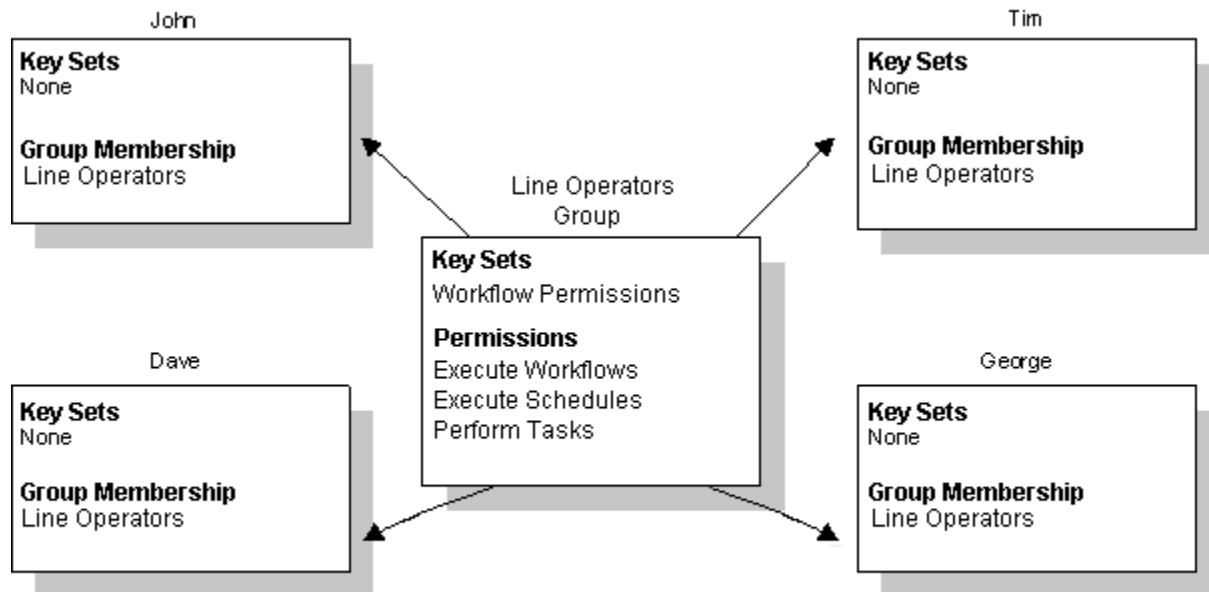 John
Key Sets
None
Group Membership
Line Operators
Tim
Key Sets
None
Group Membership
Line Operators
Line Operators
Group
Key Sets
Workflow Permissions
Permissions
Execute Workflows
Execute Schedules
Perform Tasks
Dave
Key Sets
None
Group Membership
Line Operators
George
Key Sets
None
Group Membership
Line Operators